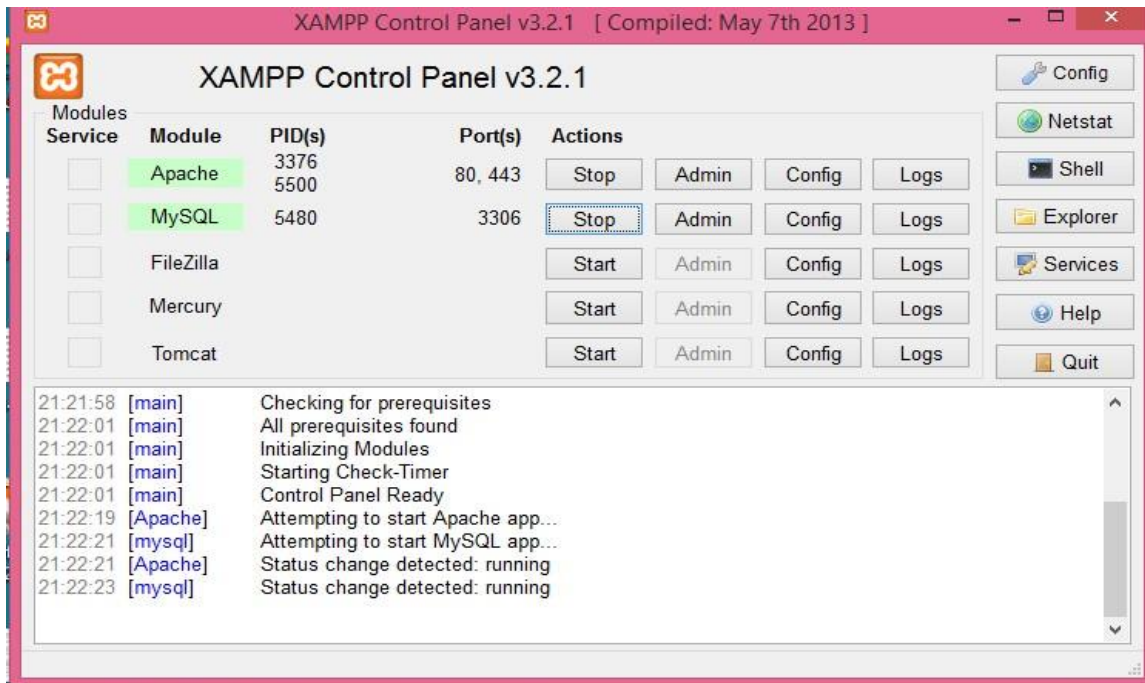 XAMPP Control Panel v3.2.1 [ Compiled: May 7th 2013 ]
XAMPP Control Panel v3.2.1
Config
Netstat
Shell
Explorer
Services
Help
Quit
Modules
Service Module PID(s) Port(s) Actions
Apache 3376 5500 80, 443 Stop Admin Config Logs
MySQL 5480 3306 Stop Admin Config Logs
FileZilla Start Admin Config Logs
Mercury Start Admin Config Logs
Tomcat Start Admin Config Logs
21:21:58 [main] Checking for prerequisites
21:22:01 [main] All prerequisites found
21:22:01 [main] Initializing Modules
21:22:01 [main] Starting Check-Timer
21:22:01 [main] Control Panel Ready
21:22:19 [Apache] Attempting to start Apache app...
21:22:21 [mysql] Attempting to start MySQL app...
21:22:21 [Apache] Status change detected: running
21:22:23 [mysql] Status change detected: running